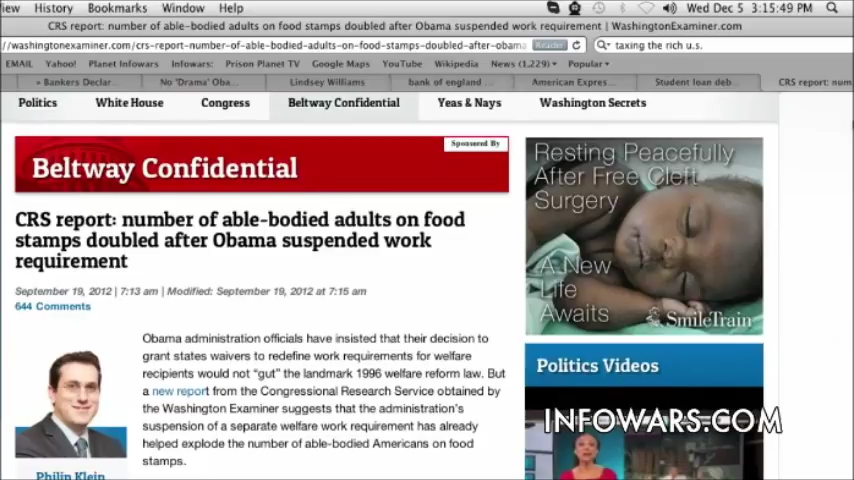 iew History Bookmarks Window Help
Wed Dec 5 3:15:49 PM
CRS report: number of able-bodied adults on food stamps doubled after Obama suspended work requirement | WashingtonExaminer.com
//washingtonexaminer.com/crs-report-number-of-able-bodied-adults-on-food-stamps-doubled-after-obama
Reader
taxing the rich u.s.
EMAIL Yahoo! Planet Infowars Infowars: Prison Planet TV Google Maps YouTube Wikipedia News (1,229) Popular
« Bankers Declar... No 'Drama' Oba... Lindsey Williams bank of england ... American Expres... Student loan deb... CRS report: num
Politics White House Congress Beltway Confidential Yeas & Nays Washington Secrets
Sponsored By
Beltway Confidential
CRS report: number of able-bodied adults on food
stamps doubled after Obama suspended work
requirement
September 19, 2012 | 7:13 am | Modified: September 19, 2012 at 7:15 am
644 Comments
Obama administration officials have insisted that their decision to
grant states waivers to redefine work requirements for welfare
recipients would not "gut" the landmark 1996 welfare reform law. But
a new report from the Congressional Research Service obtained by
the Washington Examiner suggests that the administration's
suspension of a separate welfare work requirement has already
helped explode the number of able-bodied Americans on food
stamps.
Philip Klein
Resting Peacefully
After Free Cleft
Surgery
A New
Life
Awaits
SmileTrain
Politics Videos
INFOWARS.COM